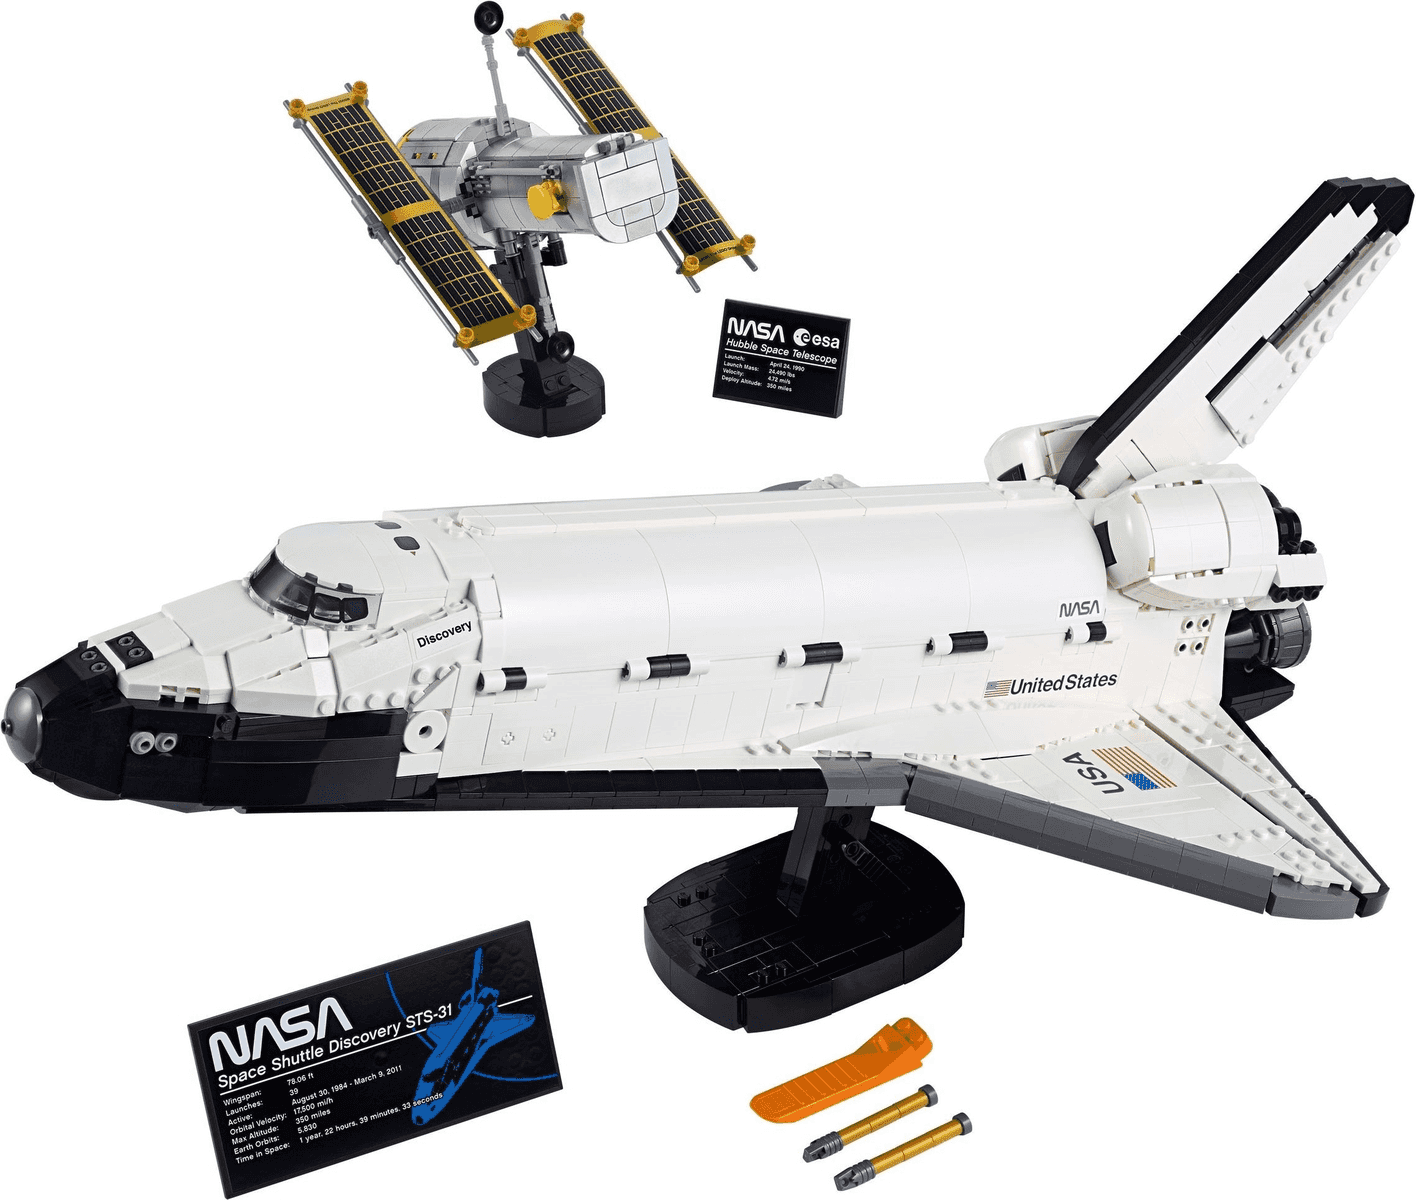 NASA esa
Hubble Space Telescope
Launch: April 24, 1990
Launch Mass: 24,490 lbs
Velocity: 4.72 mi/s
Deploy Altitude: 350 miles
Discovery
NASA
United States
USA
NASA
Space Shuttle Discovery STS-31
Wingspan: 78.06 ft
Launches: 39
Active: August 30, 1984 - March 9, 2011
Orbital Velocity: 17,500 mi/h
Max Altitude: 350 miles
Earth Orbits: 5,830
Time in Space: 1 year, 22 hours, 39 minutes, 33 seconds